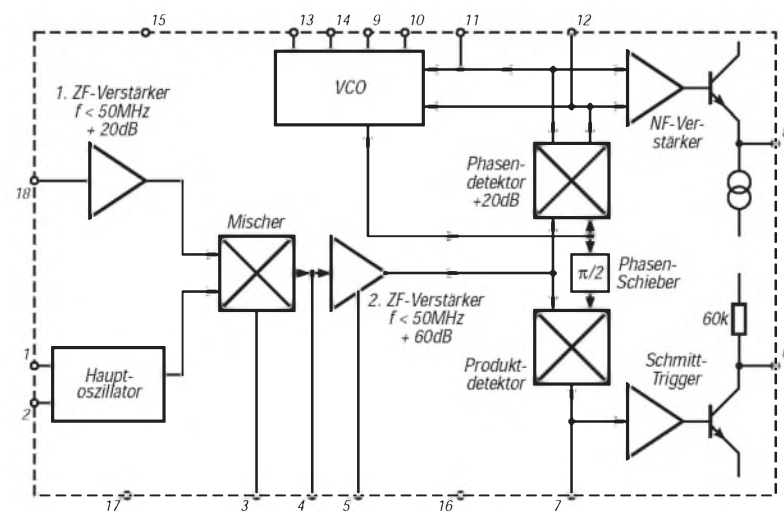 15
13
14
9
10
11
12
VCO
1. ZF-Verstärker
f < 50MHz
+ 20dB
NF-Ver-
stärker
Phasen-
detektor
+20dB
18
Mischer
π/2
Phasen-
Schieber
2. ZF-Verstärker
f < 50MHz
+ 60dB
60k
1
2
Haupt-
oszillator
Produkt-
detektor
Schmitt-
Trigger
17
3
4
5
16
7